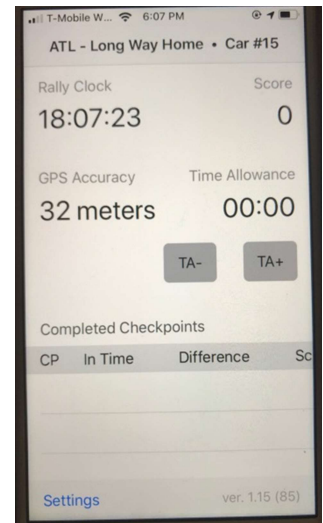 T-Mobile W... 6:07 PM
ATL - Long Way Home • Car #15
Rally Clock Score
18:07:23 0
GPS Accuracy Time Allowance
32 meters 00:00
TA- TA+
Completed Checkpoints
CP In Time Difference Sc
Settings ver. 1.15 (85)